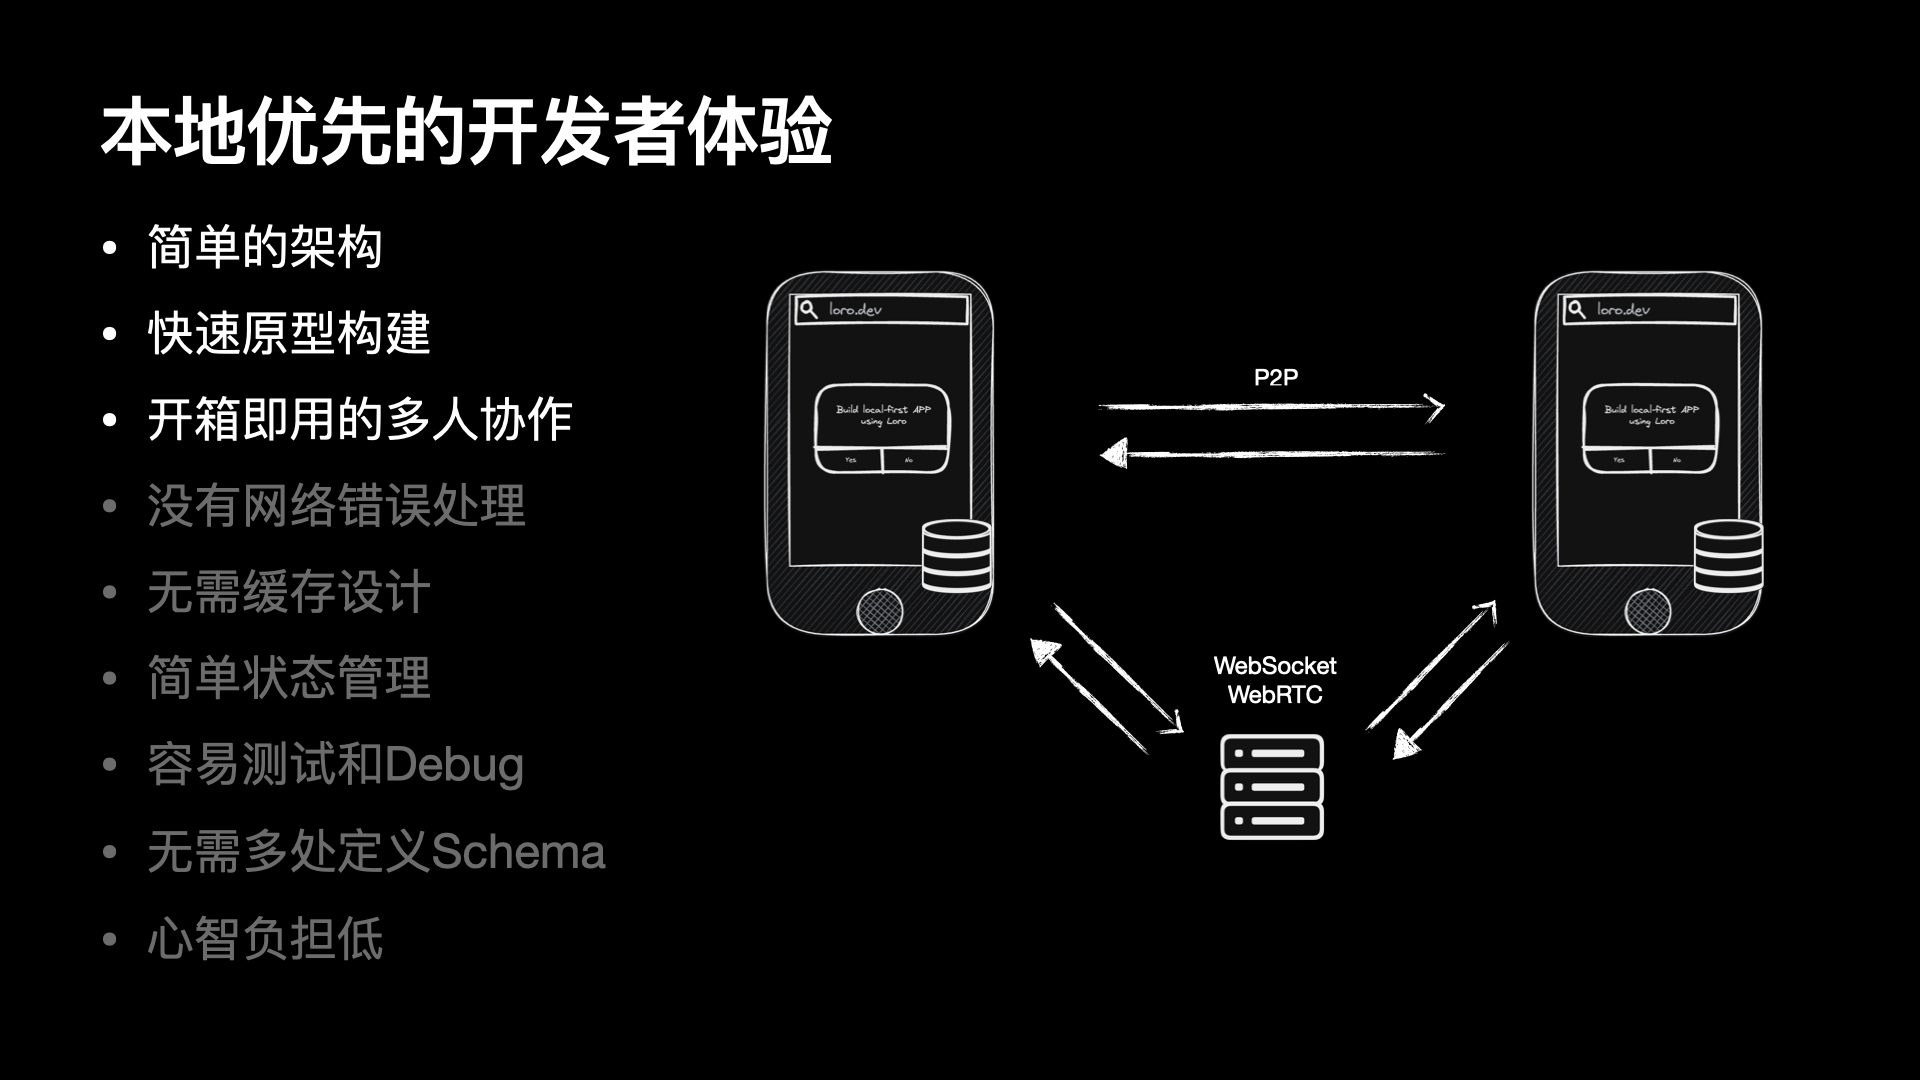 本地优先的开发者体验
• 简单的架构
• 快速原型构建
• 开箱即用的多人协作
• 没有网络错误处理
• 无需缓存设计
• 简单状态管理
• 容易测试和Debug
• 无需多处定义Schema
• 心智负担低
loro.dev
Build local-first APP
using Loro
Yes
No
P2P
loro.dev
Build local-first APP
using Loro
Yes
No
WebSocket
WebRTC